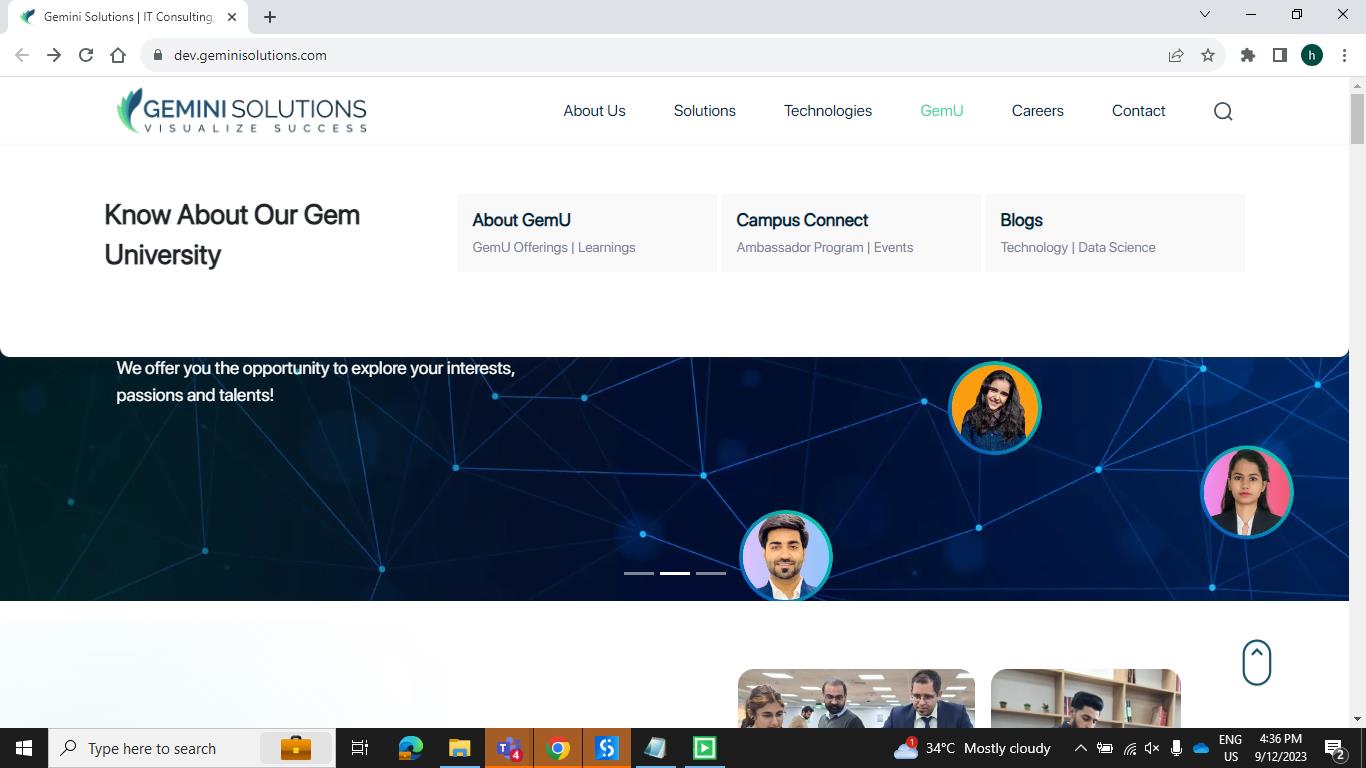 Gemini Solutions | IT Consulting,
dev.geminisolutions.com
h
GEMINI SOLUTIONS
VISUALIZE SUCCESS
About Us
Solutions
Technologies
GemU
Careers
Contact
Know About Our Gem
University
About GemU
GemU Offerings | Learnings
Campus Connect
Ambassador Program | Events
Blogs
Technology | Data Science
We offer you the opportunity to explore your interests,
passions and talents!
Type here to search
4
1
34°C Mostly cloudy
ENG
US
4:36 PM
9/12/2023
2